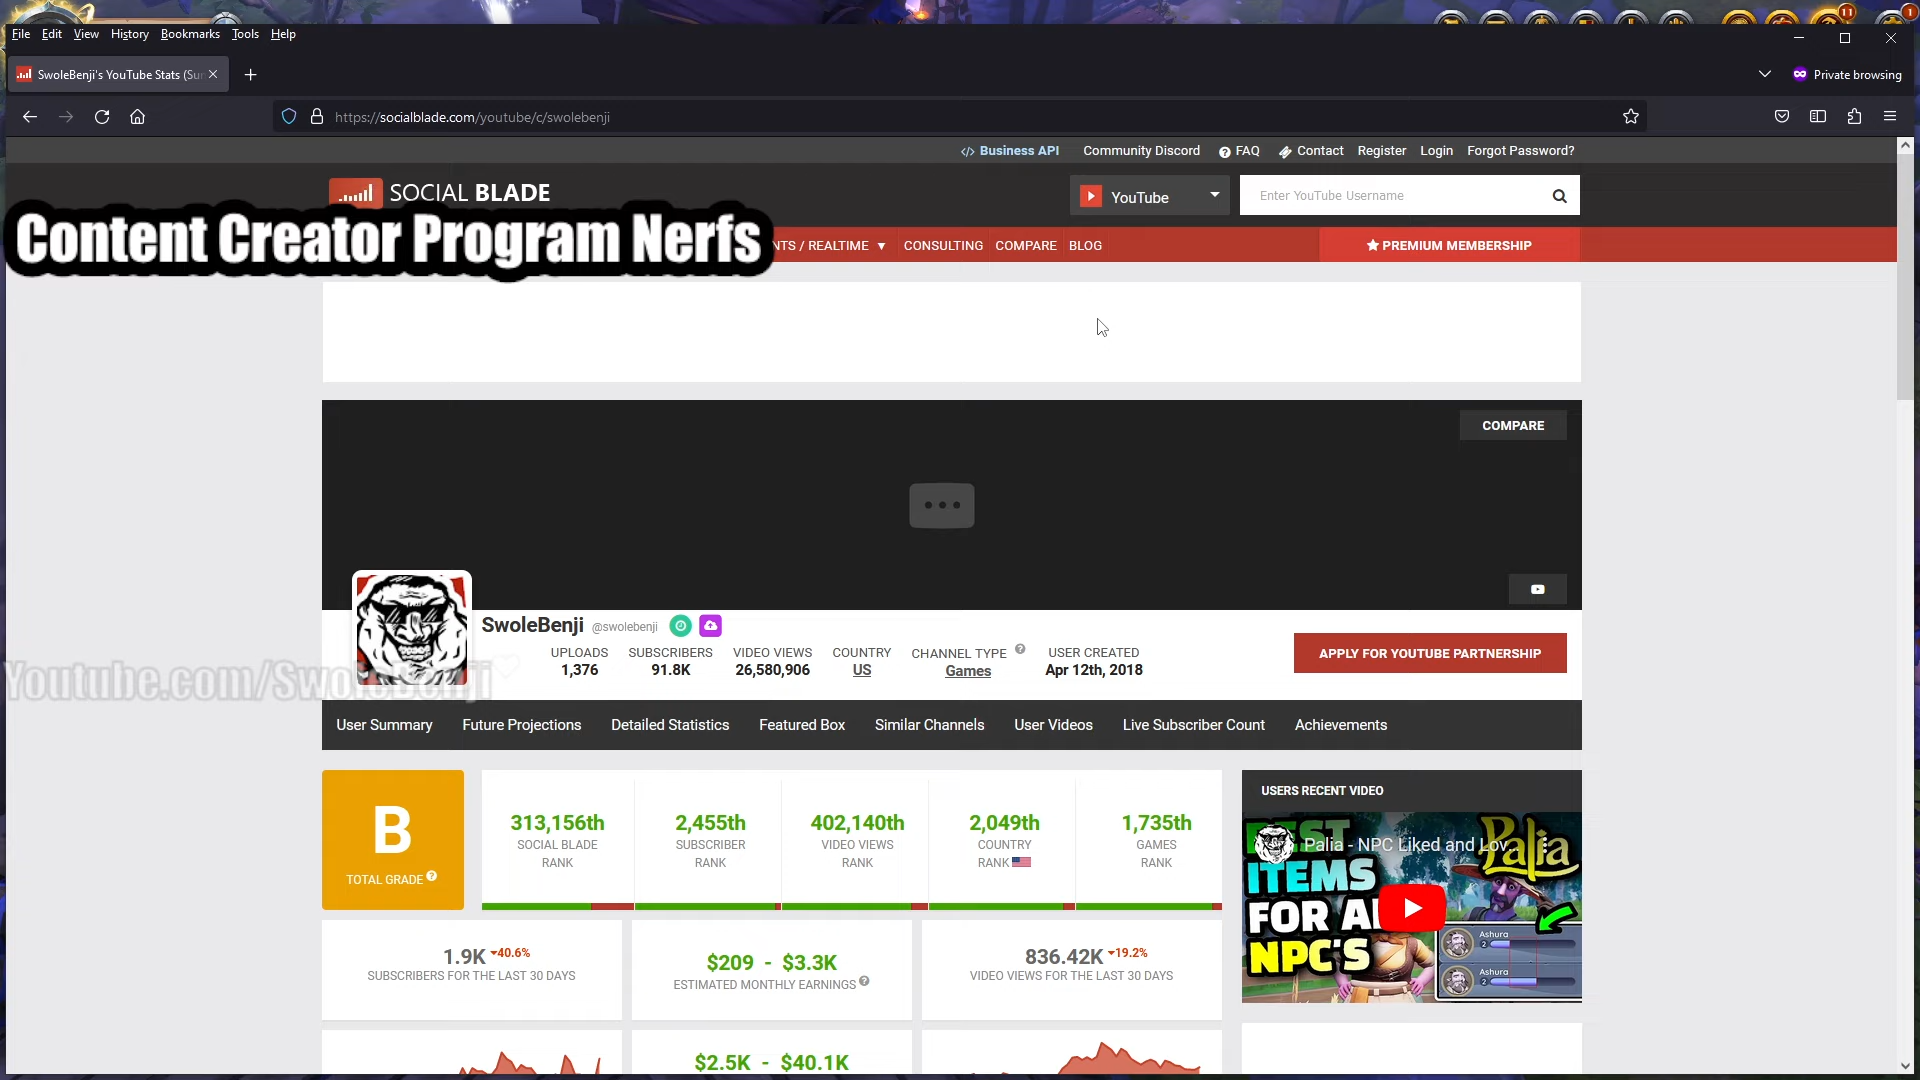 11
1
File Edit View History Bookmarks Tools Help
SwoleBenji's YouTube Stats (Su
Private browsing
https://socialblade.com/youtube/c/swolebenji
</> Business API Community Discord FAQ Contact Register Login Forgot Password?
SOCIAL BLADE
YouTube
Enter YouTube Username
Content Creator Program Nerfs
NTS / REALTIME ▼ CONSULTING COMPARE BLOG
PREMIUM MEMBERSHIP
COMPARE
SwoleBenji @swolebenji
UPLOADS SUBSCRIBERS VIDEO VIEWS COUNTRY CHANNEL TYPE USER CREATED
1,376 91.8K 26,580,906 US Games Apr 12th, 2018
APPLY FOR YOUTUBE PARTNERSHIP
Youtube.com/SwoleBenji
User Summary Future Projections Detailed Statistics Featured Box Similar Channels User Videos Live Subscriber Count Achievements
B
TOTAL GRADE
313,156th 2,455th 402,140th 2,049th 1,735th
SOCIAL BLADE SUBSCRIBER VIDEO VIEWS COUNTRY GAMES
RANK RANK RANK RANK RANK
USERS RECENT VIDEO
BEST
Palia - NPC Liked and Lov...
Palia
ITEMS
FOR Al
NPC'S
Ashura
2
Ashura
2
1.9K -40.6%
SUBSCRIBERS FOR THE LAST 30 DAYS
$209 - $3.3K
ESTIMATED MONTHLY EARNINGS
836.42K -19.2%
VIDEO VIEWS FOR THE LAST 30 DAYS
$2.5K - $40.1K